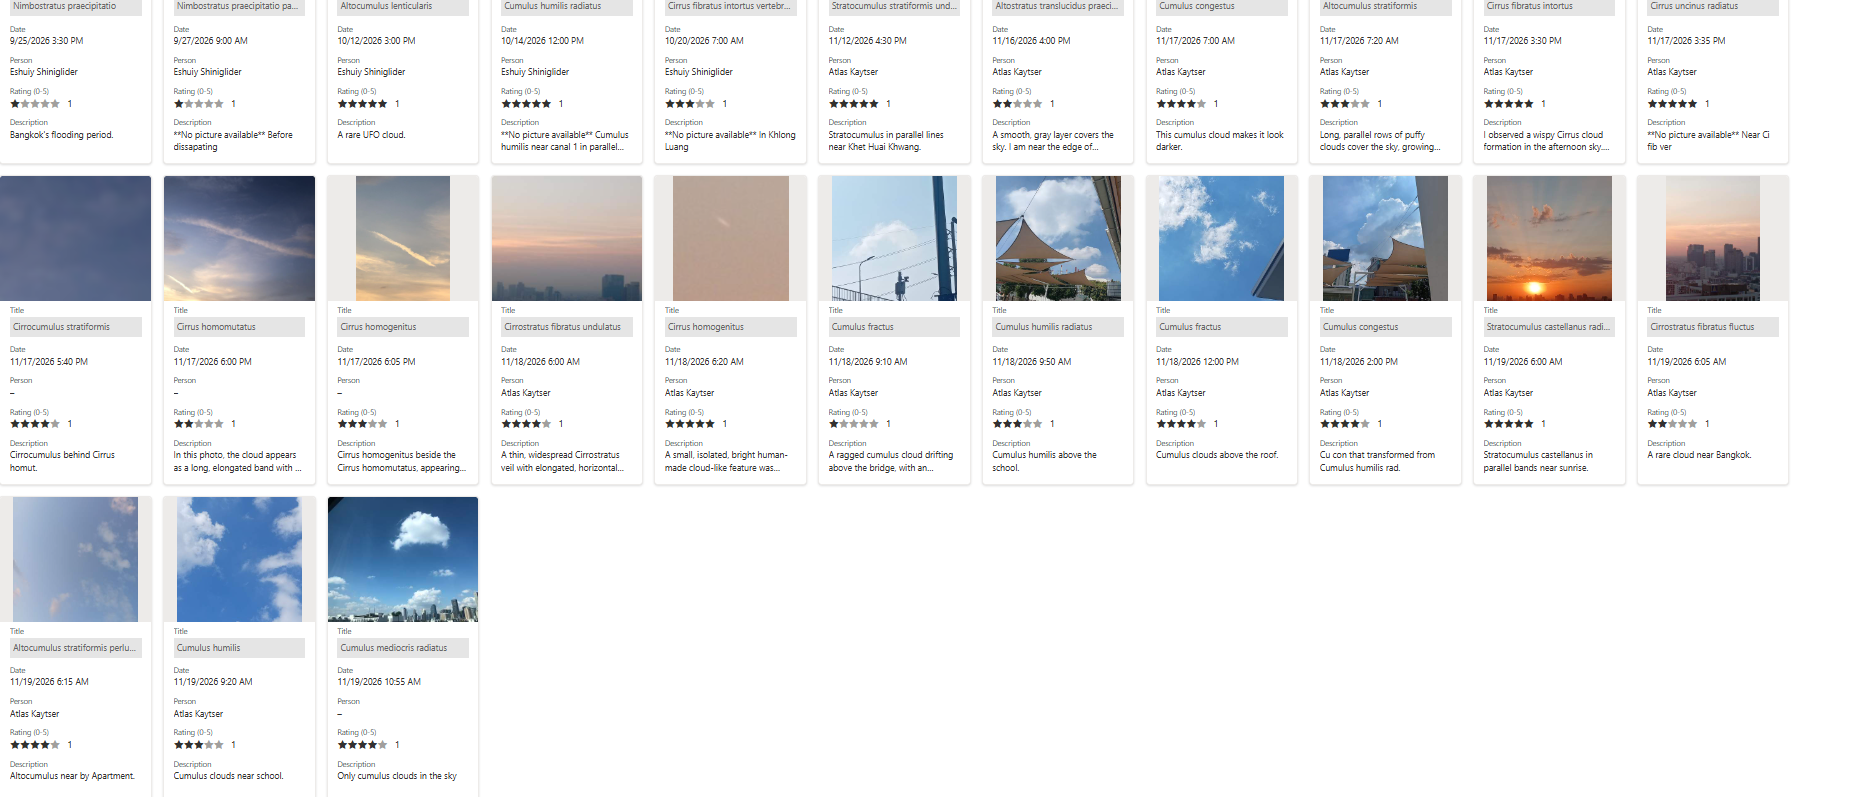 Nimbostratus praecipitatio
Date
9/25/2026 3:30 PM
Person
Eshuiy Shiniglider
Rating (0-5)
1
Description
Bangkok's flooding period.
Nimbostratus praecipitatio pa...
Date
9/27/2026 9:00 AM
Person
Eshuiy Shiniglider
Rating (0-5)
1
Description
**No picture available** Before
dissapating
Altocumulus lenticularis
Date
10/12/2026 3:00 PM
Person
Eshuiy Shiniglider
Rating (0-5)
1
Description
A rare UFO cloud.
Cumulus humilis radiatus
Date
10/14/2026 12:00 PM
Person
Eshuiy Shiniglider
Rating (0-5)
1
Description
**No picture available** Cumulus
humilis near canal 1 in parallel...
Cirrus fibratus intortus vertebr...
Date
10/20/2026 7:00 AM
Person
Eshuiy Shiniglider
Rating (0-5)
1
Description
**No picture available** In Khlong
Luang
Stratocumulus stratiformis und...
Date
11/12/2026 4:30 PM
Person
Atlas Kaytser
Rating (0-5)
1
Description
Stratocumulus in parallel lines
near Khet Huai Khwang.
Altostratus translucidus praeci...
Date
11/16/2026 4:00 PM
Person
Atlas Kaytser
Rating (0-5)
1
Description
A smooth, gray layer covers the
sky. I am near the edge of...
Cumulus congestus
Date
11/17/2026 7:00 AM
Person
Atlas Kaytser
Rating (0-5)
1
Description
This cumulus cloud makes it look
darker.
Altocumulus stratiformis
Date
11/17/2026 7:20 AM
Person
Atlas Kaytser
Rating (0-5)
1
Description
Long, parallel rows of puffy
clouds cover the sky, growing...
Cirrus fibratus intortus
Date
11/17/2026 3:30 PM
Person
Atlas Kaytser
Rating (0-5)
1
Description
I observed a wispy Cirrus cloud
formation in the afternoon sky....
Cirrus uncinus radiatus
Date
11/17/2026 3:35 PM
Person
Atlas Kaytser
Rating (0-5)
1
Description
**No picture available** Near Ci
fib ver
Title
Cirrocumulus stratiformis
Date
11/17/2026 5:40 PM
Person
–
Rating (0-5)
1
Description
Cirrocumulus behind Cirrus
homut.
Title
Cirrus homomutatus
Date
11/17/2026 6:00 PM
Person
–
Rating (0-5)
1
Description
In this photo, the cloud appears
as a long, elongated band with ...
Title
Cirrus homogenitus
Date
11/17/2026 6:05 PM
Person
–
Rating (0-5)
1
Description
Cirrus homogenitus beside the
Cirrus homomutatus, appearing...
Title
Cirrostratus fibratus undulatus
Date
11/18/2026 6:00 AM
Person
Atlas Kaytser
Rating (0-5)
1
Description
A thin, widespread Cirrostratus
veil with elongated, horizontal...
Title
Cirrus homogenitus
Date
11/18/2026 6:20 AM
Person
Atlas Kaytser
Rating (0-5)
1
Description
A small, isolated, bright human-
made cloud-like feature was...
Title
Cumulus fractus
Date
11/18/2026 9:10 AM
Person
Atlas Kaytser
Rating (0-5)
1
Description
A ragged cumulus cloud drifting
above the bridge, with an...
Title
Cumulus humilis radiatus
Date
11/18/2026 9:50 AM
Person
Atlas Kaytser
Rating (0-5)
1
Description
Cumulus humilis above the
school.
Title
Cumulus fractus
Date
11/18/2026 12:00 PM
Person
Atlas Kaytser
Rating (0-5)
1
Description
Cumulus clouds above the roof.
Title
Cumulus congestus
Date
11/18/2026 2:00 PM
Person
Atlas Kaytser
Rating (0-5)
1
Description
Cu con that transformed from
Cumulus humilis rad.
Title
Stratocumulus castellanus radi...
Date
11/19/2026 6:00 AM
Person
Atlas Kaytser
Rating (0-5)
1
Description
Stratocumulus castellanus in
parallel bands near sunrise.
Title
Cirrostratus fibratus fluctus
Date
11/19/2026 6:05 AM
Person
Atlas Kaytser
Rating (0-5)
1
Description
A rare cloud near Bangkok.
Title
Altocumulus stratiformis perlu...
Date
11/19/2026 6:15 AM
Person
Atlas Kaytser
Rating (0-5)
1
Description
Altocumulus near by Apartment.
Title
Cumulus humilis
Date
11/19/2026 9:20 AM
Person
Atlas Kaytser
Rating (0-5)
1
Description
Cumulus clouds near school.
Title
Cumulus mediocris radiatus
Date
11/19/2026 10:55 AM
Person
–
Rating (0-5)
1
Description
Only cumulus clouds in the sky